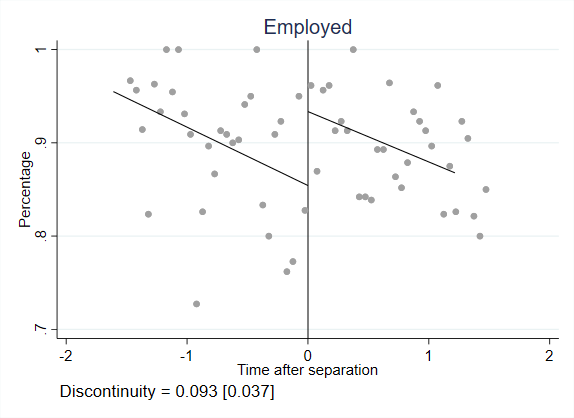 Employed
Percentage
1
.9
.8
.7
-2 -1 0 1 2
Time after separation
Discontinuity = 0.093 [0.037]